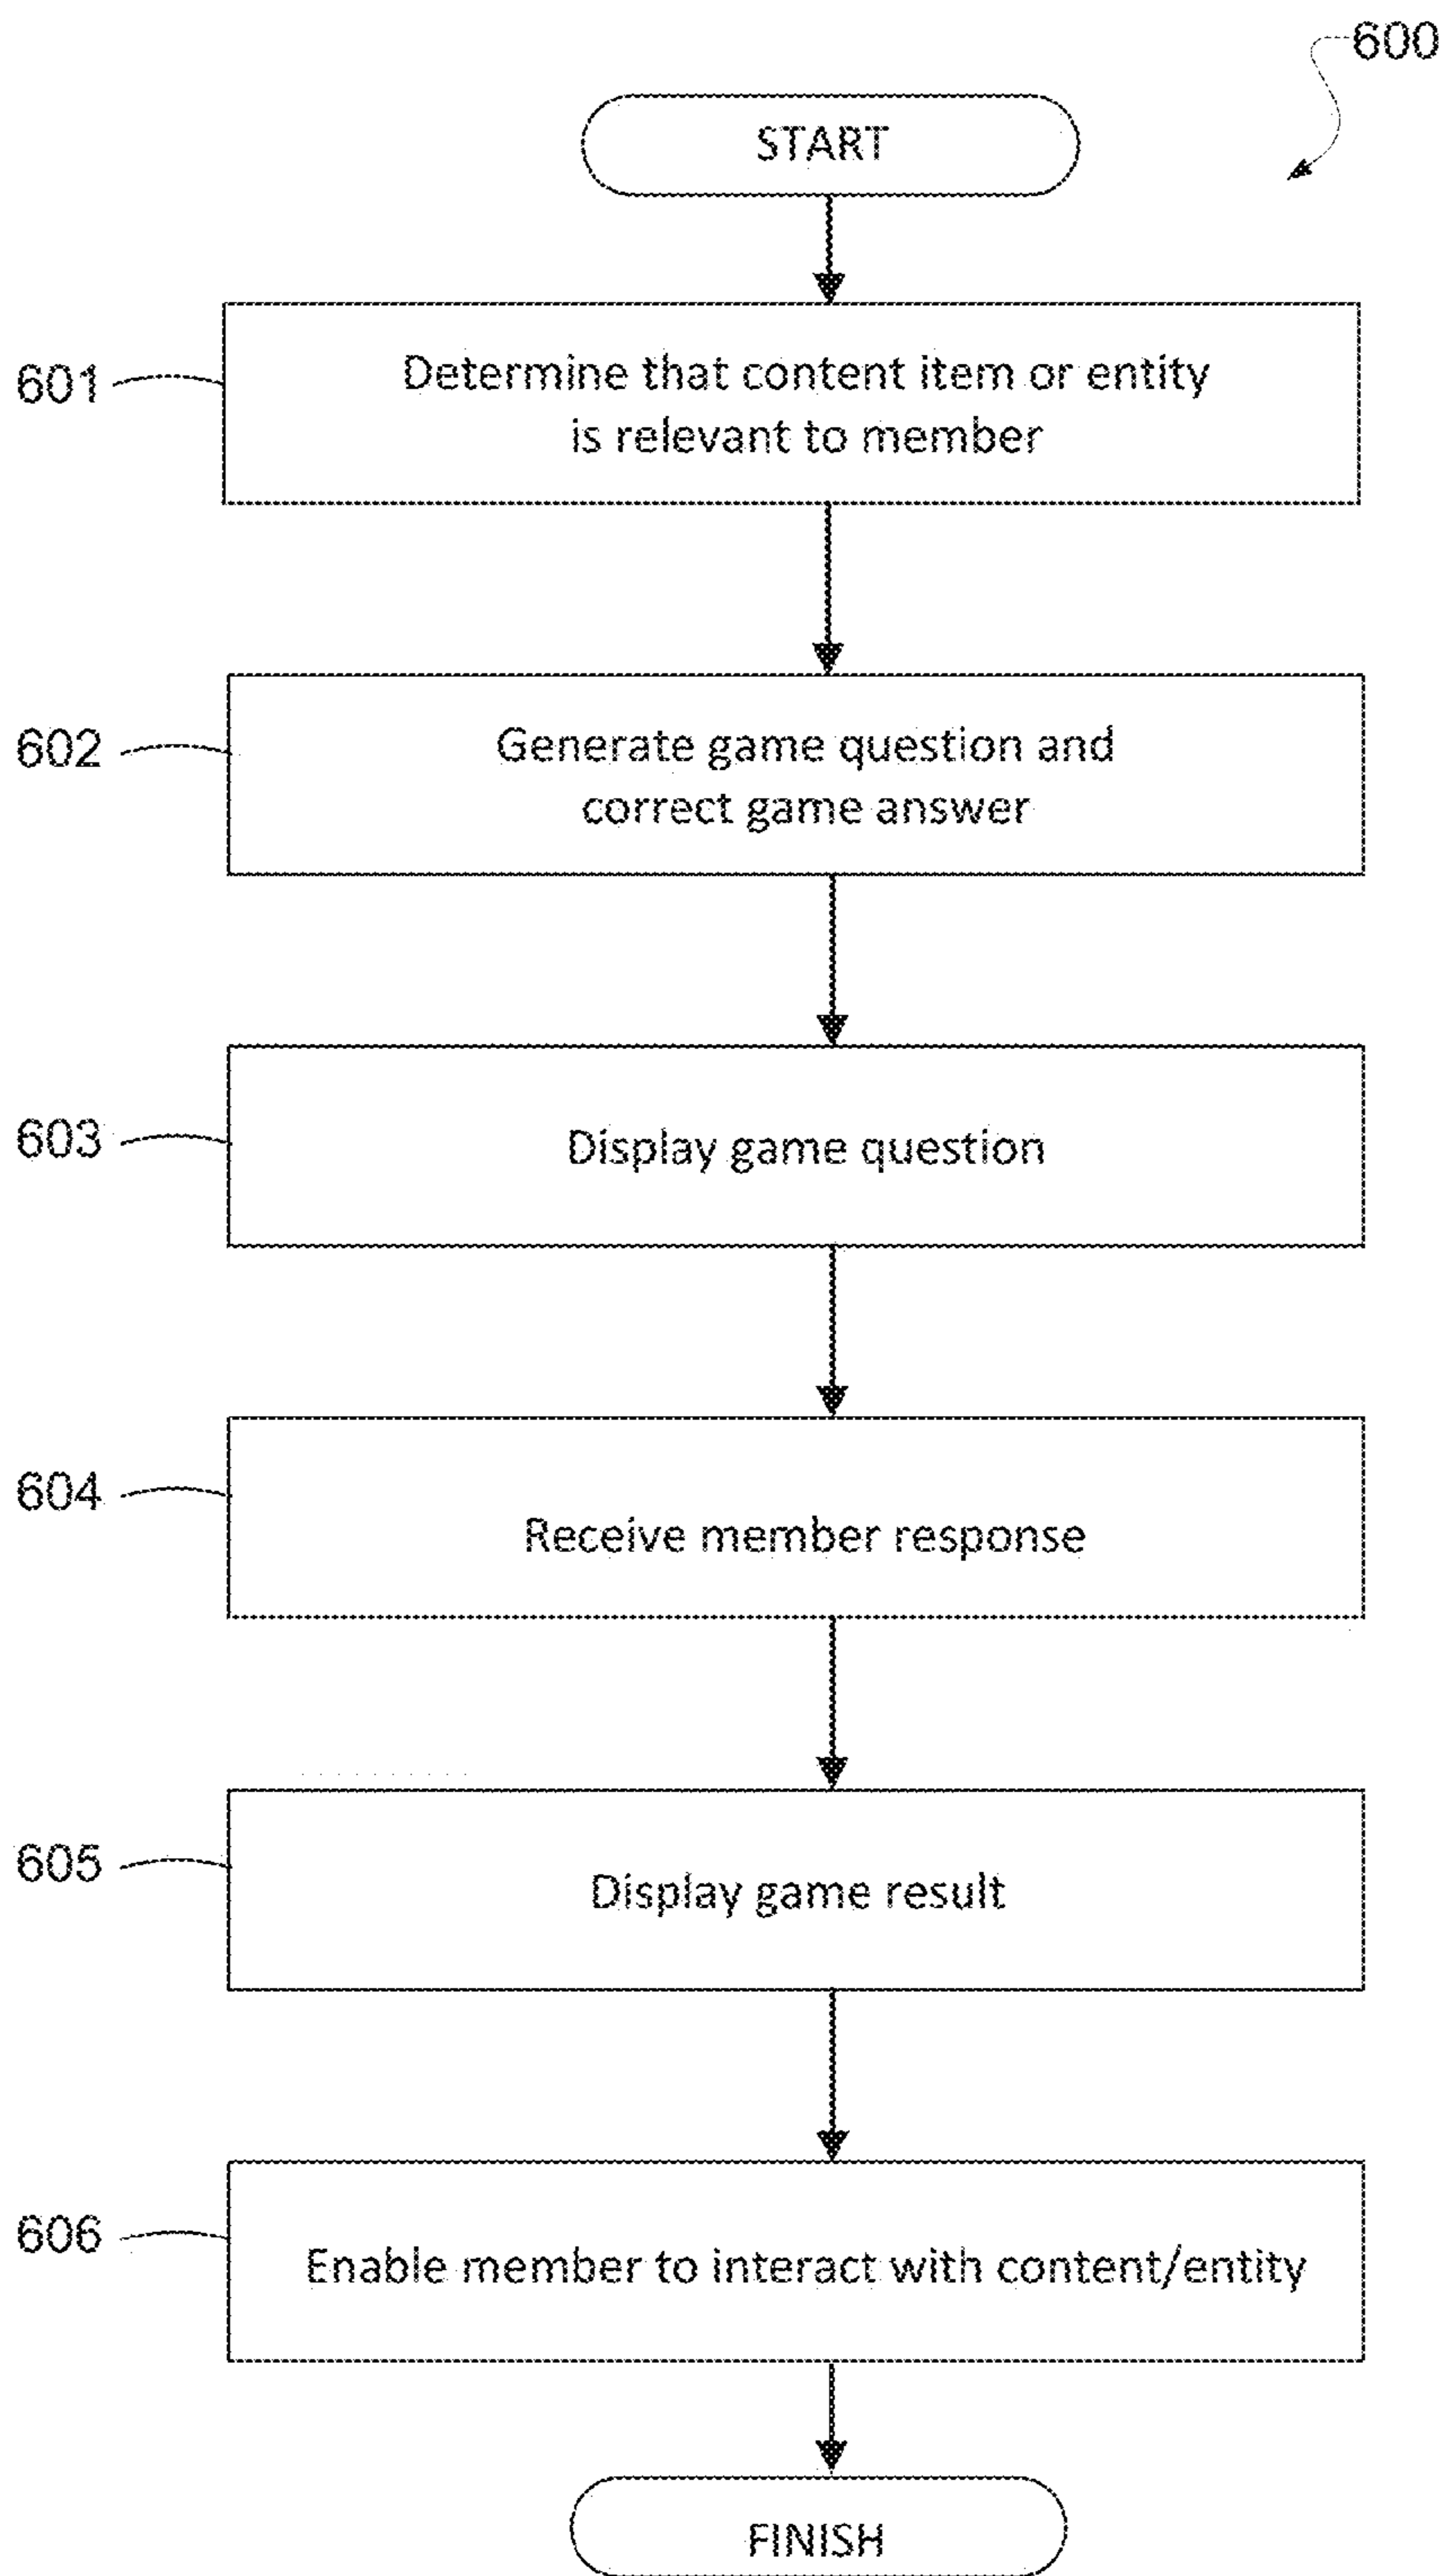 600
START
601
Determine that content item or entity
is relevant to member
602
Generate game question and
correct game answer
603
Display game question
604
Receive member response
605
Display game result
606
Enable member to interact with content/entity
FINISH